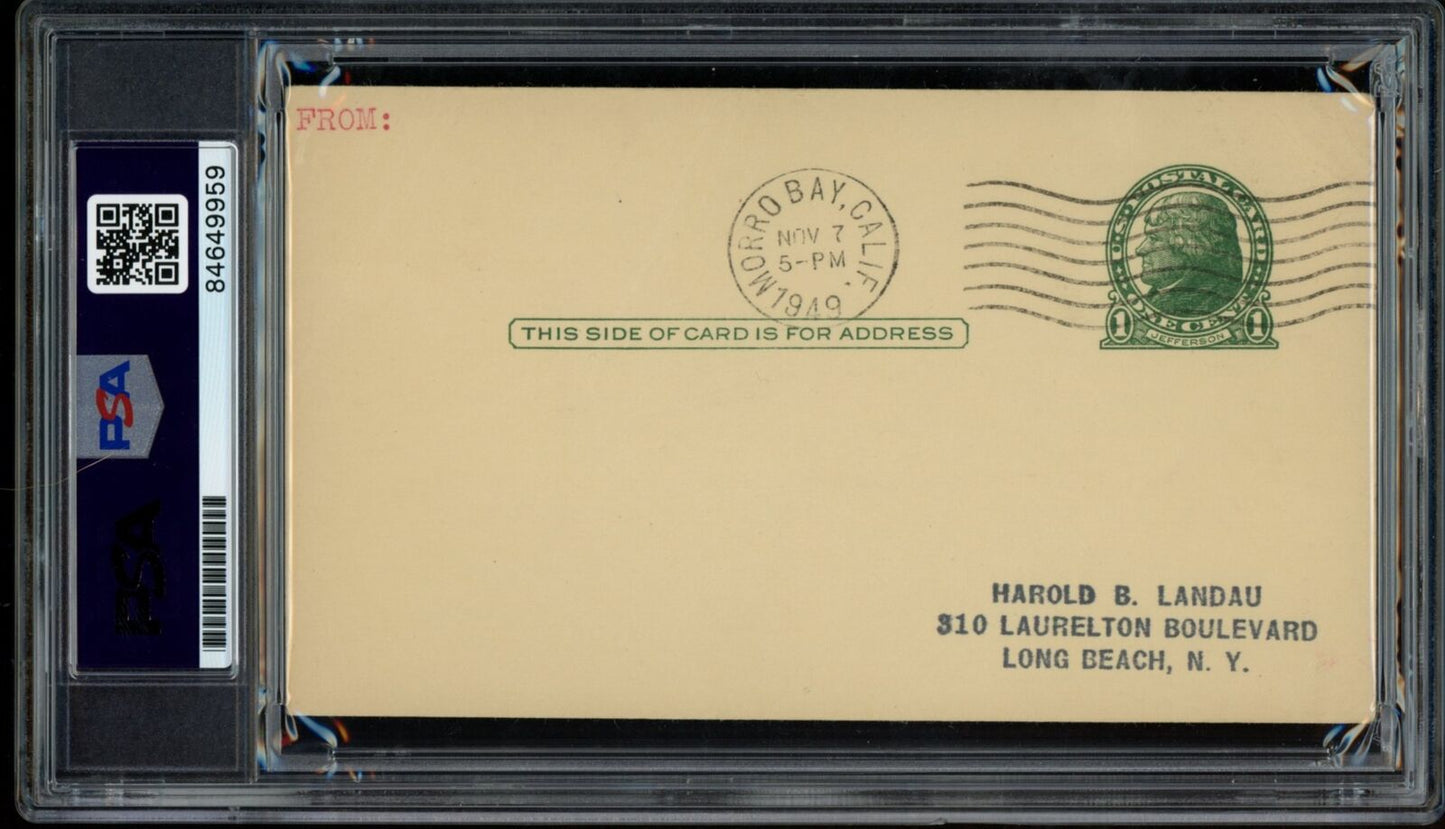 84649959
PSA
PSA
FROM:
MORRO BAY, CALIF.
NOV 7
5-PM
1949
U.S. POSTAL CARD
ONE CENT
1 1
JEFFERSON
THIS SIDE OF CARD IS FOR ADDRESS
HAROLD B. LANDAU
310 LAURELTON BOULEVARD
LONG BEACH, N. Y.